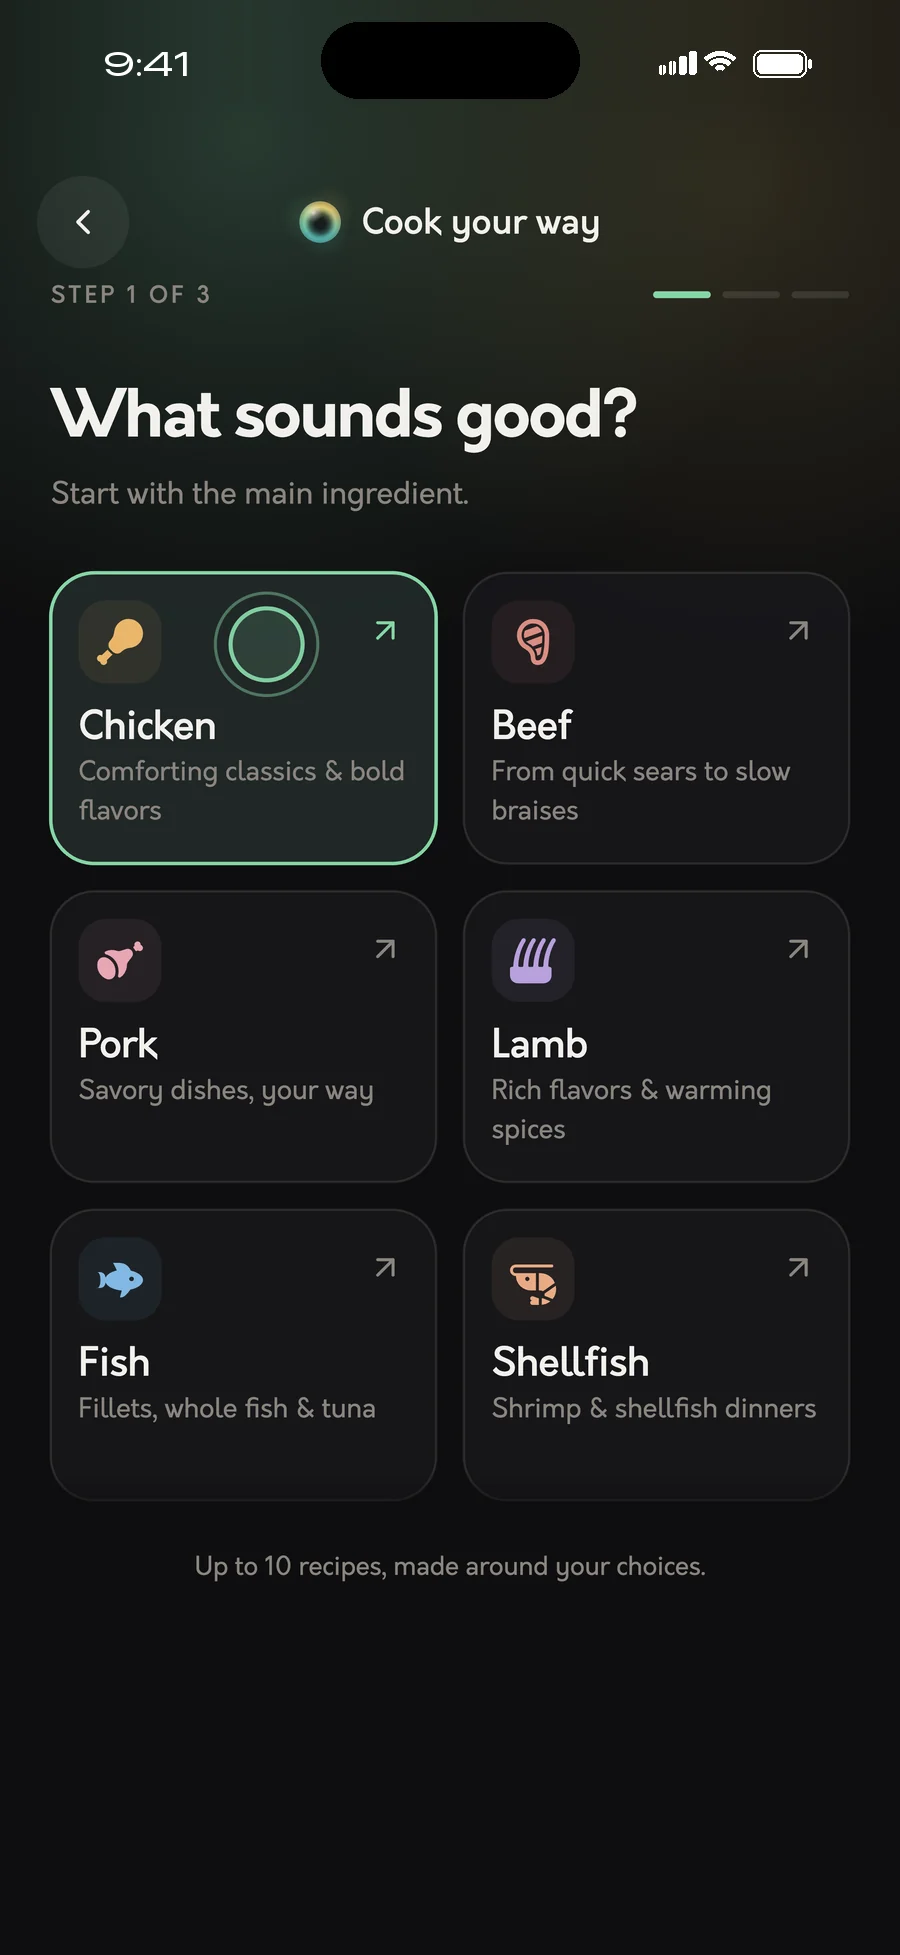 9:41
Cook your way
STEP 1 OF 3
What sounds good?
Start with the main ingredient.
Chicken
Comforting classics & bold
flavors
Beef
From quick sears to slow
braises
Pork
Savory dishes, your way
Lamb
Rich flavors & warming
spices
Fish
Fillets, whole fish & tuna
Shellfish
Shrimp & shellfish dinners
Up to 10 recipes, made around your choices.